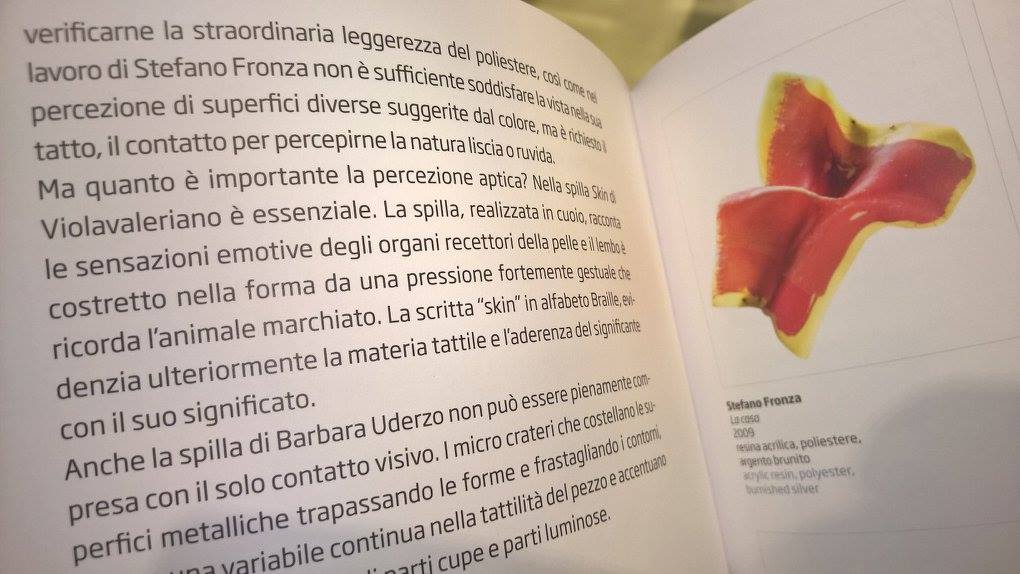 verificarne la straordinaria leggerezza del poliestere, così come nel
lavoro di Stefano Fronza non è sufficiente soddisfare la vista nella sua
percezione di superfici diverse suggerite dal colore, ma è richiesto il
tatto, il contatto per percepirne la natura liscia o ruvida.
Ma quanto è importante la percezione aptica? Nella spilla Skin di
Violavaleriano è essenziale. La spilla, realizzata in cuoio, racconta
le sensazioni emotive degli organi recettori della pelle e il lembo è
costretto nella forma da una pressione fortemente gestuale che
ricorda l'animale marchiato. La scritta "skin" in alfabeto Braille, evi-
denzia ulteriormente la materia tattile e l'aderenza del significante
con il suo significato.
Anche la spilla di Barbara Uderzo non può essere pienamente com-
presa con il solo contatto visivo. I micro crateri che costellano le su-
perfici metalliche trapassando le forme e frastagliando i contorni,
una variabile continua nella tattilità del pezzo e accentuano
parti cupe e parti luminose.
Stefano Fronza
La cosa
2009
resina acrilica, poliestere,
argento brunito
acrylic resin, polyester,
burnished silver